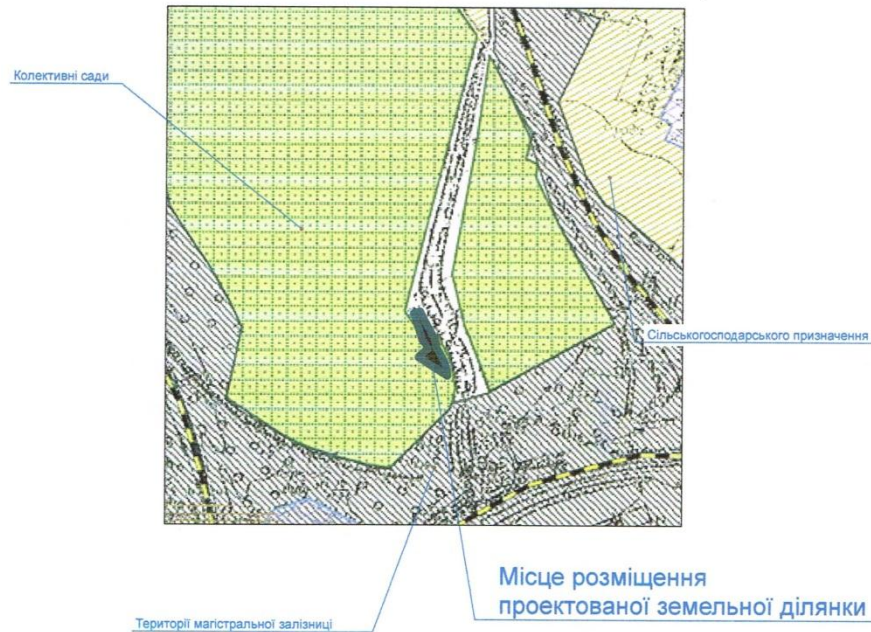 Колективні сади
Сільськогосподарського призначення
Місце розміщення
проектованої земельної ділянки
Території магістральної залізниці